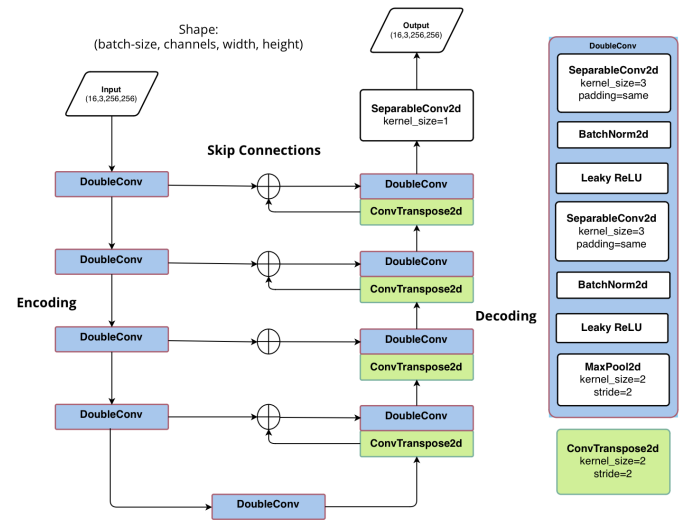 Shape:
(batch-size, channels, width, height)
Output
(16,3,256,256)
Input
(16,3,256,256)
SeparableConv2d
kernel_size=1
Skip Connections
DoubleConv
DoubleConv
ConvTranspose2d
DoubleConv
DoubleConv
ConvTranspose2d
Encoding
Decoding
DoubleConv
DoubleConv
ConvTranspose2d
DoubleConv
DoubleConv
ConvTranspose2d
DoubleConv
DoubleConv
SeparableConv2d
kernel_size=3
padding=same
BatchNorm2d
Leaky ReLU
SeparableConv2d
kernel_size=3
padding=same
BatchNorm2d
Leaky ReLU
MaxPool2d
kernel_size=2
stride=2
ConvTranspose2d
kernel_size=2
stride=2